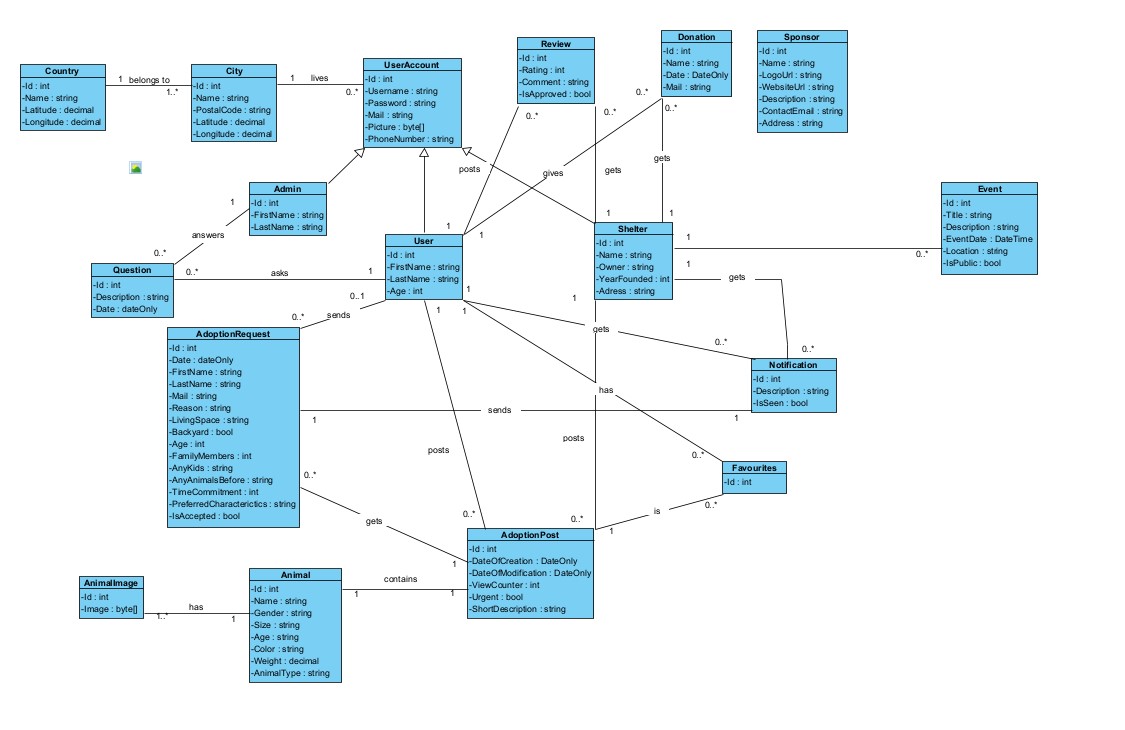 Country
-Id : int
-Name : string
-Latitude : decimal
-Longitude : decimal
1
belongs to
1..*
City
-Id : int
-Name : string
-PostalCode : string
-Latitude : decimal
-Longitude : decimal
1
lives
0..*
UserAccount
-Id : int
-Username : string
-Password : string
-Mail : string
-Picture : byte[]
-PhoneNumber : string
Review
-Id : int
-Rating : int
-Comment : string
-IsApproved : bool
0..*
0..*
Donation
-Id : int
-Name : string
-Date : DateOnly
-Mail : string
0..*
0..*
Sponsor
-Id : int
-Name : string
-LogoUrl : string
-WebsiteUrl : string
-Description : string
-ContactEmail : string
-Address : string
posts
gives
gets
gets
Admin
-Id : int
-FirstName : string
-LastName : string
1
answers
0..*
Question
-Id : int
-Description : string
-Date : dateOnly
0..*
asks
1
User
-Id : int
-FirstName : string
-LastName : string
-Age : int
1
1
1
1
1
Shelter
-Id : int
-Name : string
-Owner : string
-YearFounded : int
-Adress : string
1
1
1
1
1
Event
-Id : int
-Title : string
-Description : string
-EventDate : DateTime
-Location : string
-IsPublic : bool
0..*
gets
0..*
gets
0..*
Notification
-Id : int
-Description : string
-IsSeen : bool
1
0..1
sends
0..*
AdoptionRequest
-Id : int
-Date : dateOnly
-FirstName : string
-LastName : string
-Mail : string
-Reason : string
-LivingSpace : string
-Backyard : bool
-Age : int
-FamilyMembers : int
-AnyKids : string
-AnyAnimalsBefore : string
-TimeCommitment : int
-PreferredCharacterictics : string
-IsAccepted : bool
1
sends
0..*
gets
1
has
0..*
Favourites
-Id : int
0..*
is
1
posts
0..*
posts
0..*
AdoptionPost
-Id : int
-DateOfCreation : DateOnly
-DateOfModification : DateOnly
-ViewCounter : int
-Urgent : bool
-ShortDescription : string
1
contains
1
Animal
-Id : int
-Name : string
-Gender : string
-Size : string
-Age : string
-Color : string
-Weight : decimal
-AnimalType : string
1
has
1..*
AnimalImage
-Id : int
-Image : byte[]